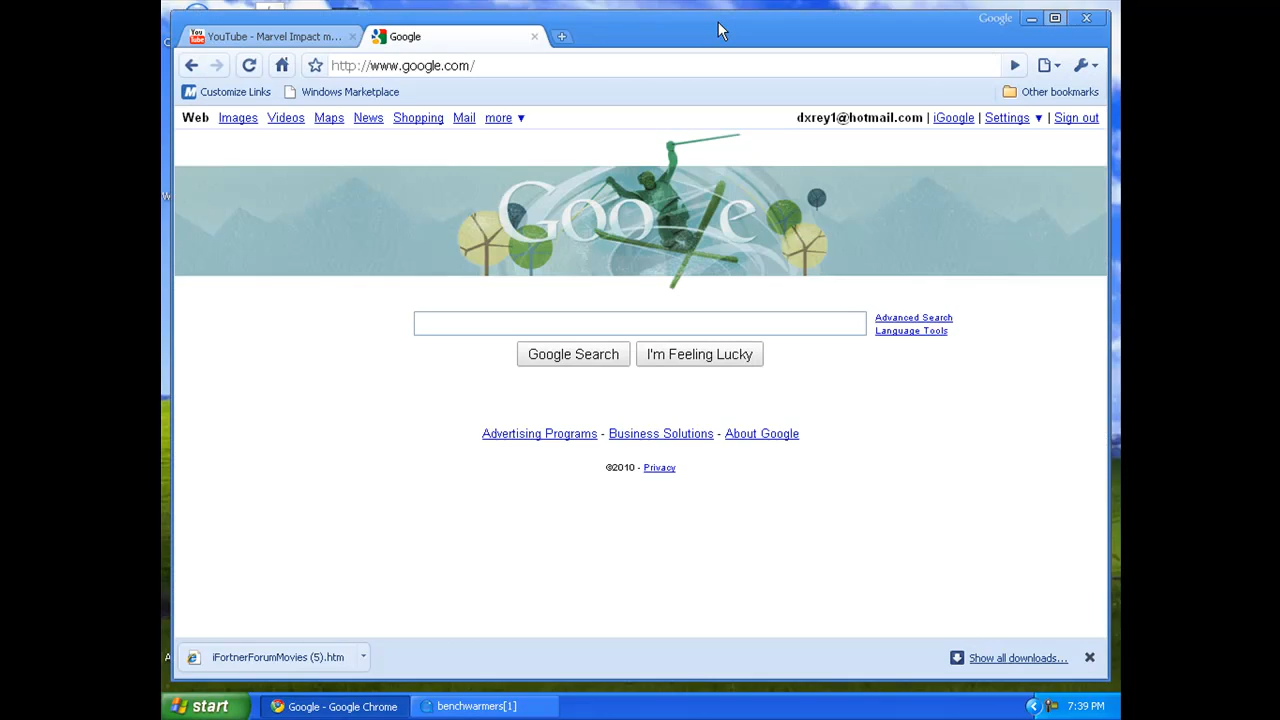 Google
YouTube - Marvel Impact m...
Google
http://www.google.com/
Customize Links
Windows Marketplace
Other bookmarks
Web Images Videos Maps News Shopping Mail more ▼
dxrey1@hotmail.com | iGoogle | Settings ▼ | Sign out
Google
Advanced Search
Language Tools
Google Search
I'm Feeling Lucky
Advertising Programs - Business Solutions - About Google
©2010 - Privacy
iFortnerForumMovies (5).htm
Show all downloads...
start
Google - Google Chrome
benchwarmers[1]
7:39 PM